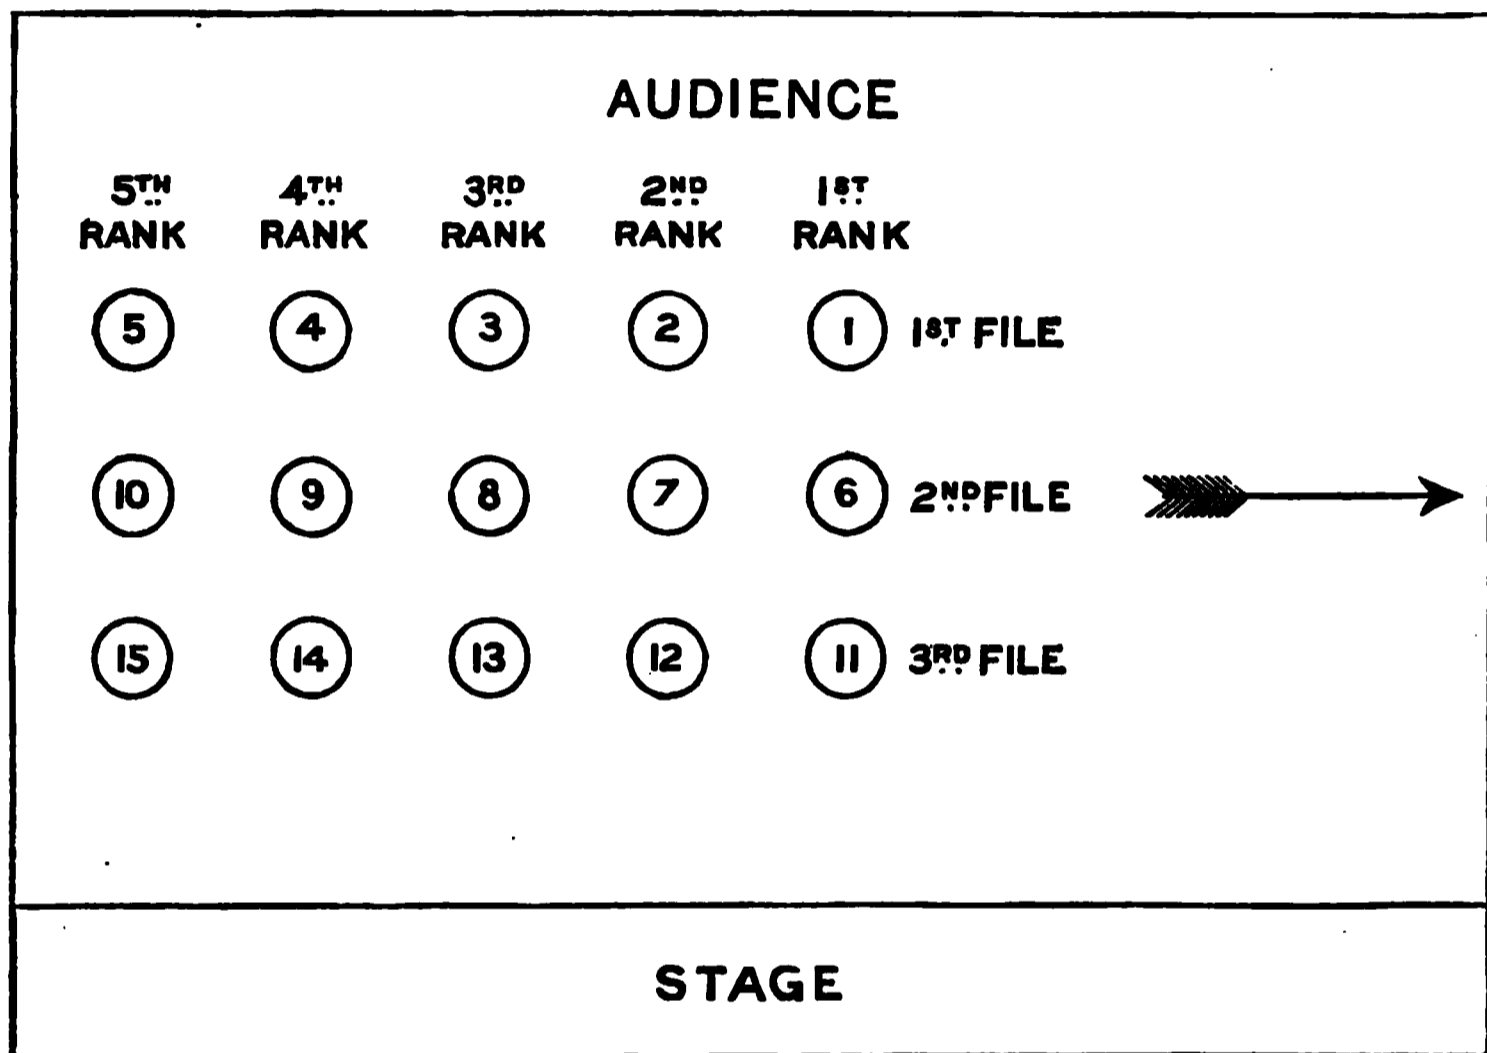 AUDIENCE
5TH 4TH 3RD 2ND 1ST
RANK RANK RANK RANK RANK
5 4 3 2 1 1ST FILE
10 9 8 7 6 2ND FILE
15 14 13 12 11 3RD FILE
STAGE